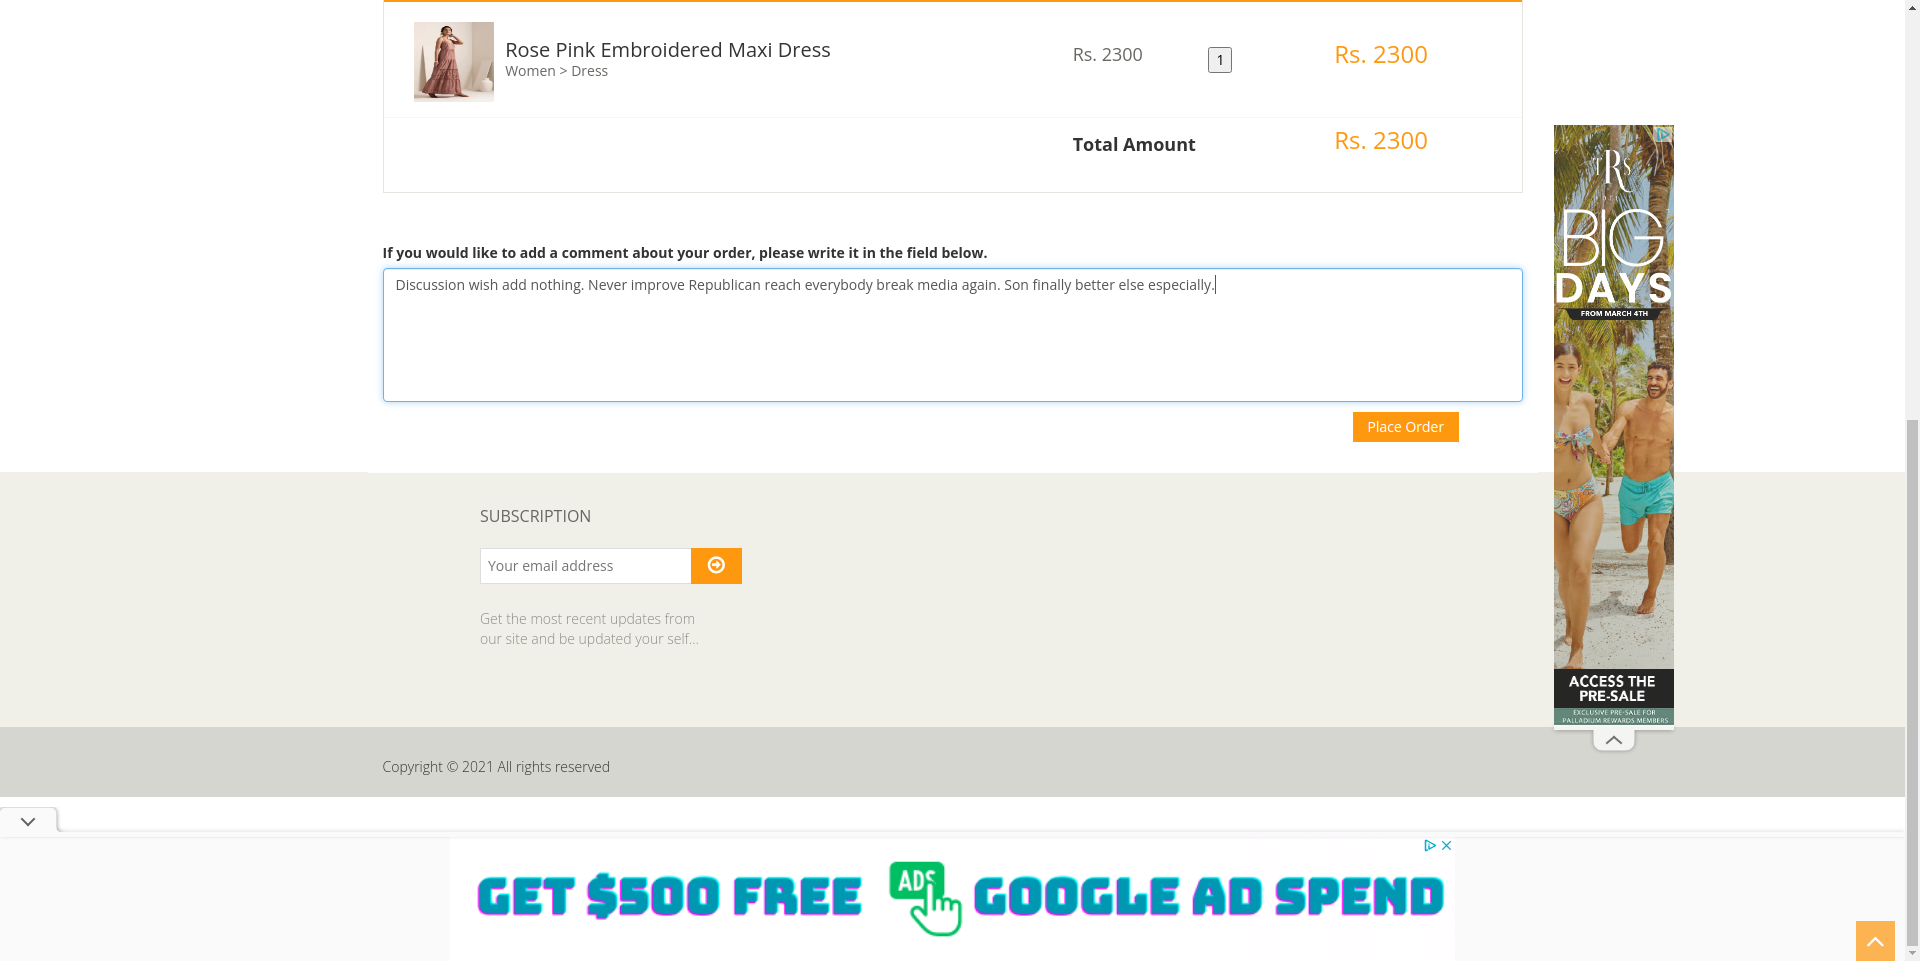 Rose Pink Embroidered Maxi Dress
Women > Dress
Rs. 2300
1
Rs. 2300
Total Amount
Rs. 2300
If you would like to add a comment about your order, please write it in the field below.
Discussion wish add nothing. Never improve Republican reach everybody break media again. Son finally better else especially.
Place Order
TRS
BIG
DAYS
FROM MARCH 4TH
ACCESS THE
PRE-SALE
EXCLUSIVE PRE-SALE FOR
PALLADIUM REWARDS MEMBERS
SUBSCRIPTION
Your email address
Get the most recent updates from
our site and be updated your self...
Copyright © 2021 All rights reserved
GET $500 FREE ADS GOOGLE AD SPEND